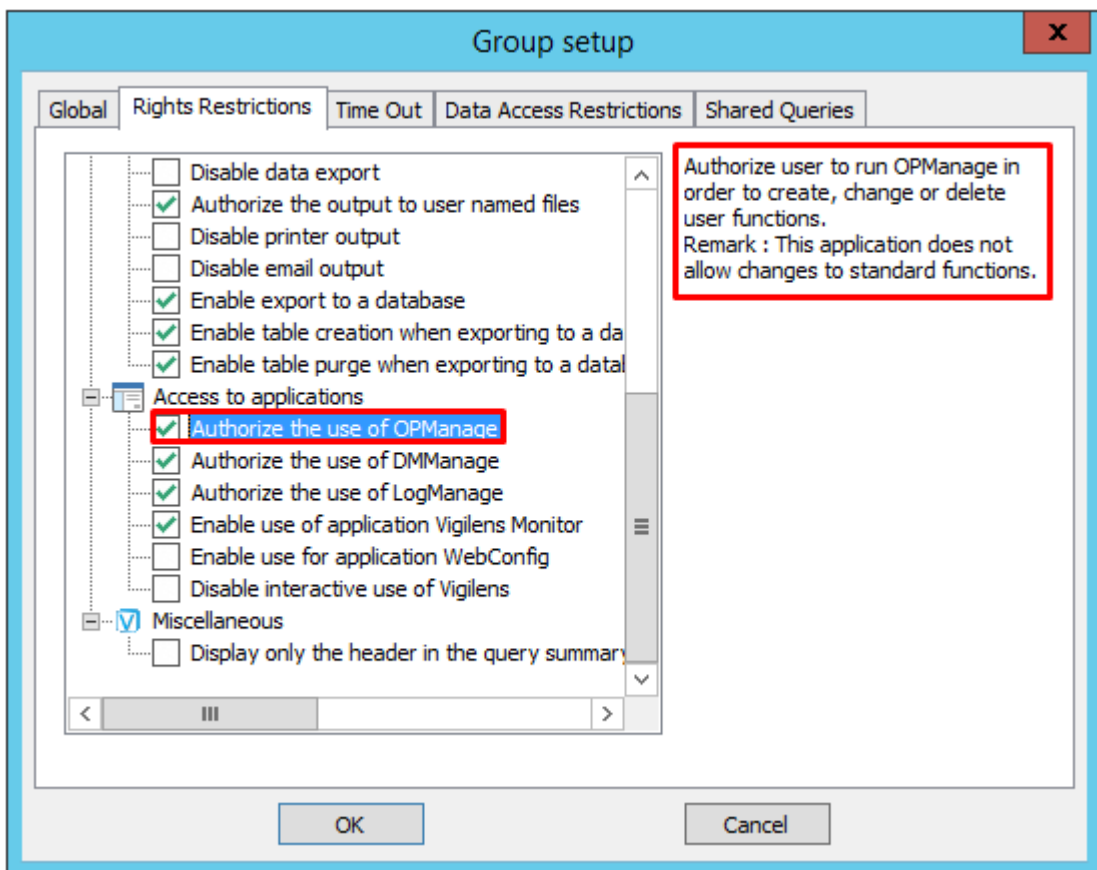 Group setup
x
Global Rights Restrictions Time Out Data Access Restrictions Shared Queries
Disable data export
Authorize the output to user named files
Disable printer output
Disable email output
Enable export to a database
Enable table creation when exporting to a da
Enable table purge when exporting to a datal
Access to applications
Authorize the use of OPManage
Authorize the use of DMManage
Authorize the use of LogManage
Enable use of application Vigilens Monitor
Enable use for application WebConfig
Disable interactive use of Vigilens
V Miscellaneous
Display only the header in the query summary
Authorize user to run OPManage in
order to create, change or delete
user functions.
Remark : This application does not
allow changes to standard functions.
OK Cancel